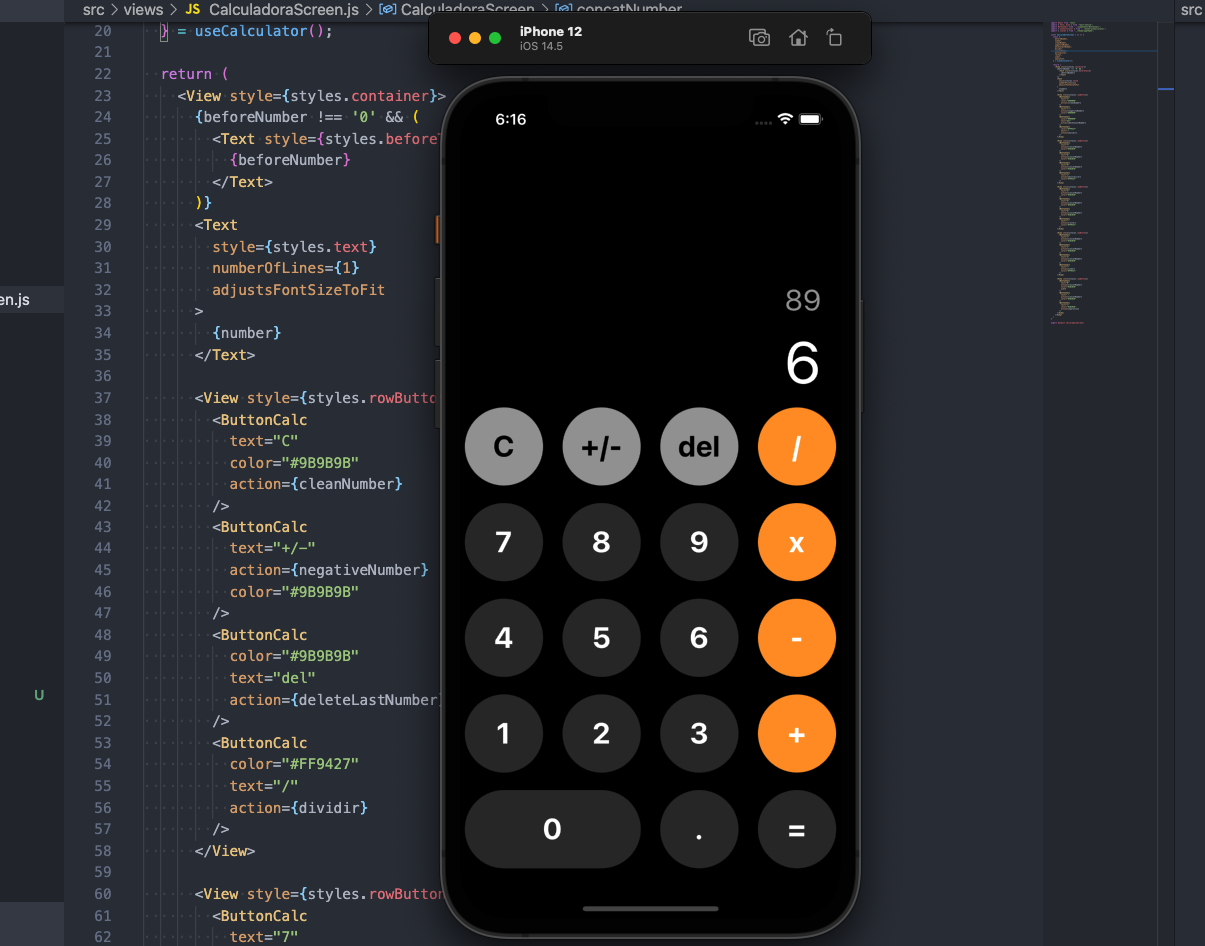 src > views > JS CalculadoraScreen.js > CalculadoraScreen > concatNumber
src
iPhone 12
iOS 14.5
en.js
U
20 } = useCalculator();
21
22 return (
23 <View style={styles.container}>
24 {beforeNumber !== '0' && (
25 <Text style={styles.before
26 {beforeNumber}
27 </Text>
28 )}
29 <Text
30 style={styles.text}
31 numberOfLines={1}
32 adjustsFontSizeToFit
33 >
34 {number}
35 </Text>
36
37 <View style={styles.rowButto
38 <ButtonCalc
39 text="C"
40 color="#9B9B9B"
41 action={cleanNumber}
42 />
43 <ButtonCalc
44 text="+/-"
45 action={negativeNumber}
46 color="#9B9B9B"
47 />
48 <ButtonCalc
49 color="#9B9B9B"
50 text="del"
51 action={deleteLastNumber}
52 />
53 <ButtonCalc
54 color="#FF9427"
55 text="/"
56 action={dividir}
57 />
58 </View>
59
60 <View style={styles.rowButton
61 <ButtonCalc
62 text="7"
6:16
89
6
C +/- del /
7 8 9 x
4 5 6 -
1 2 3 +
0 . =